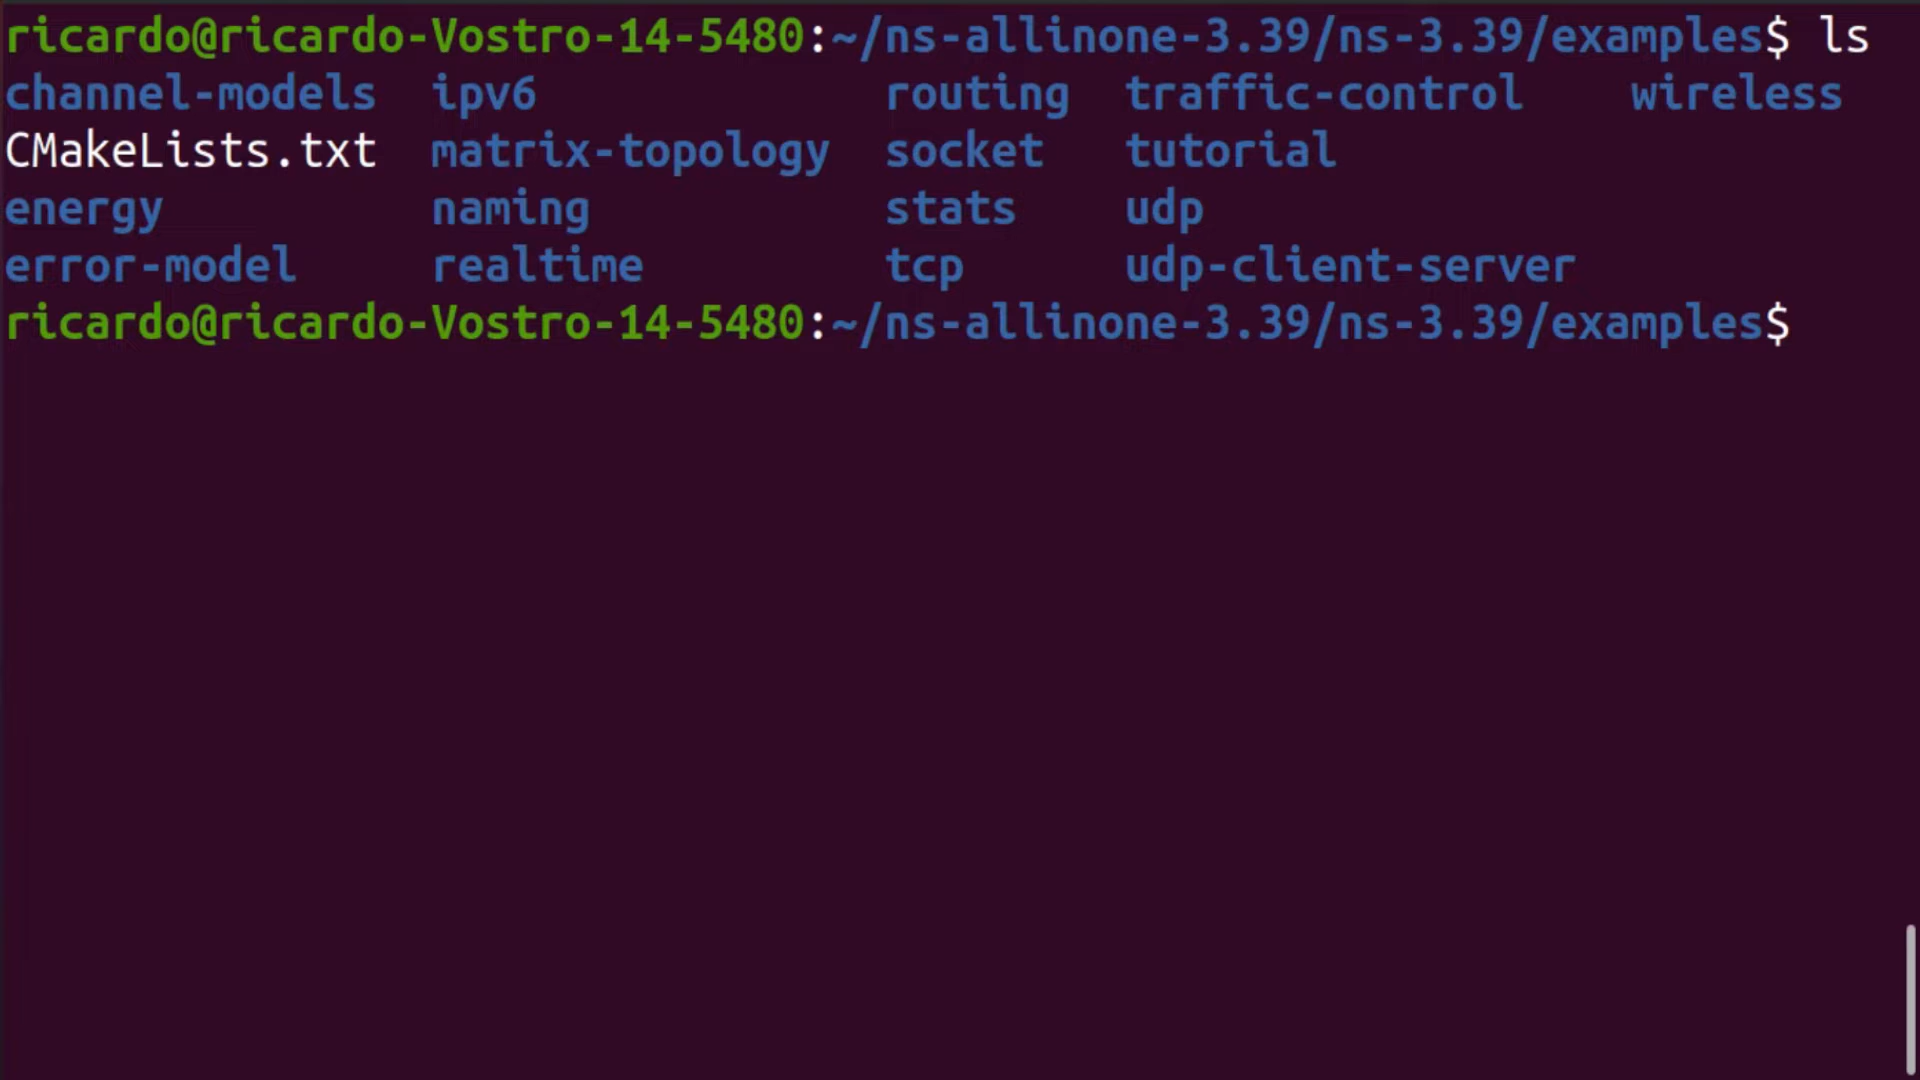 ricardo@ricardo-Vostro-14-5480:~/ns-allinone-3.39/ns-3.39/examples$ ls
channel-models  ipv6             routing  traffic-control    wireless
CMakeLists.txt  matrix-topology  socket   tutorial
energy          naming           stats    udp
error-model     realtime         tcp      udp-client-server
ricardo@ricardo-Vostro-14-5480:~/ns-allinone-3.39/ns-3.39/examples$